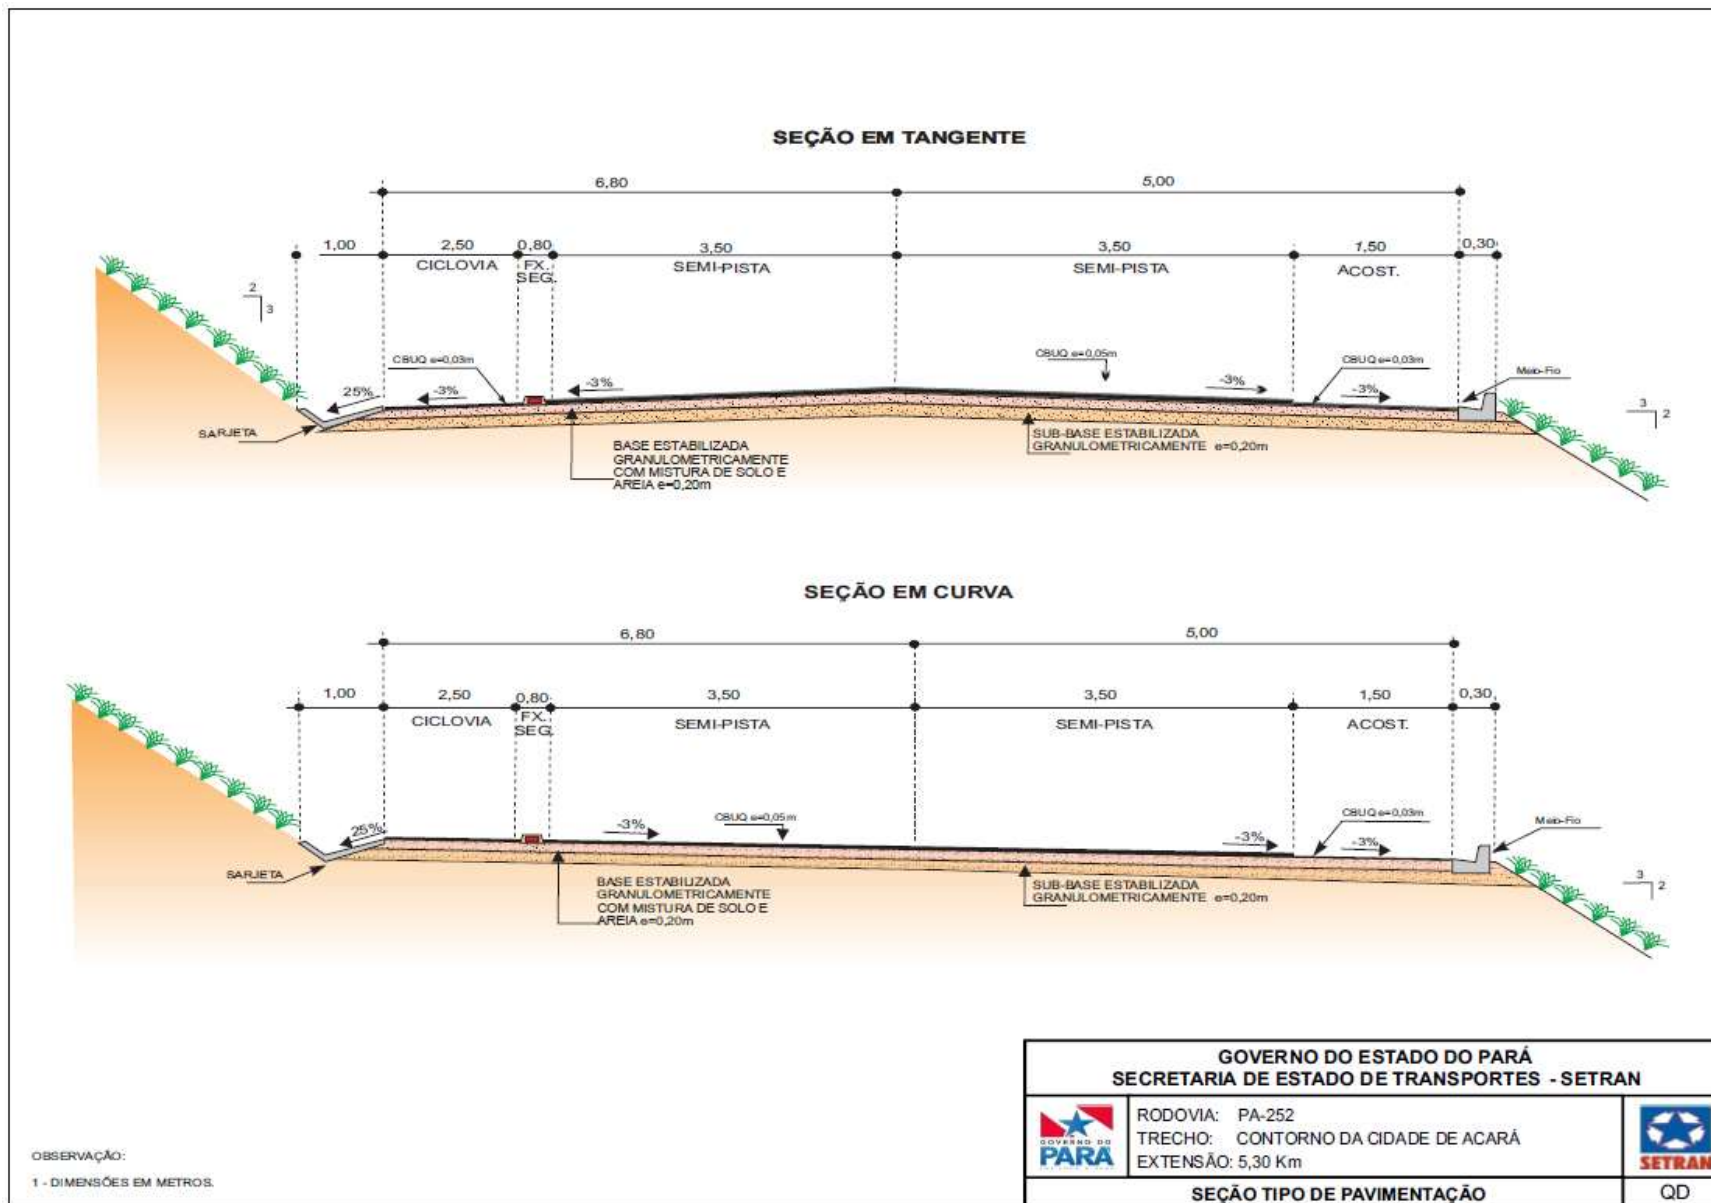 SEÇÃO EM TANGENTE
6,80
5,00
1,00
2,50
0,80
3,50
3,50
1,50
0,30
CICLOVIA
FX.
SEG.
SEMI-PISTA
SEMI-PISTA
ACOST.
2
3
CBUQ e=0,03m
CBUQ e=0,05m
CBUQ e=0,03m
Meio-Fio
25%
-3%
-3%
-3%
-3%
3
2
SARJETA
BASE ESTABILIZADA
GRANULOMETRICAMENTE
COM MISTURA DE SOLO E
AREIA e=0,20m
SUB-BASE ESTABILIZADA
GRANULOMETRICAMENTE e=0,20m
SEÇÃO EM CURVA
6,80
5,00
1,00
2,50
0,80
3,50
3,50
1,50
0,30
CICLOVIA
FX.
SEG.
SEMI-PISTA
SEMI-PISTA
ACOST.
25%
-3%
CBUQ e=0,05m
-3%
CBUQ e=0,03m
-3%
Meio-Fio
3
2
SARJETA
BASE ESTABILIZADA
GRANULOMETRICAMENTE
COM MISTURA DE SOLO E
AREIA e=0,20m
SUB-BASE ESTABILIZADA
GRANULOMETRICAMENTE e=0,20m
OBSERVAÇÃO:
1 - DIMENSÕES EM METROS.
GOVERNO DO ESTADO DO PARÁ
SECRETARIA DE ESTADO DE TRANSPORTES - SETRAN
GOVERNO DO
PARÁ
RODOVIA: PA-252
TRECHO: CONTORNO DA CIDADE DE ACARÁ
EXTENSÃO: 5,30 Km
SETRAN
SEÇÃO TIPO DE PAVIMENTAÇÃO
QD